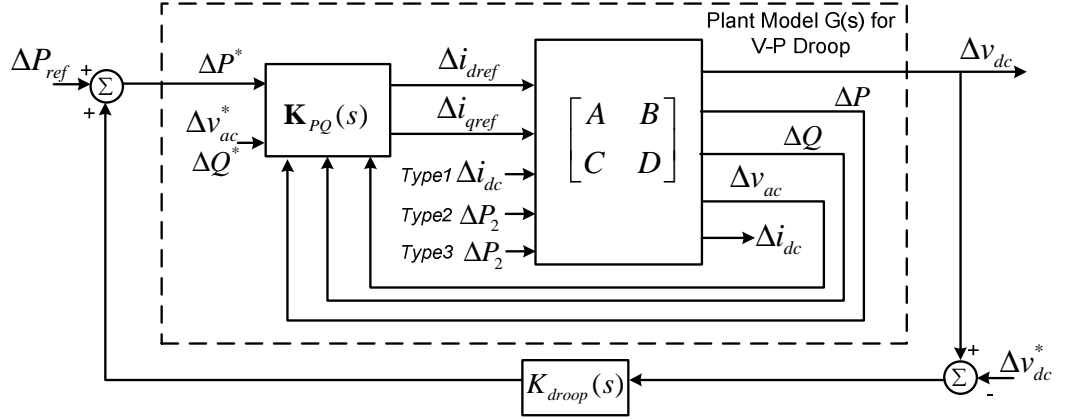 Plant Model G(s) for
V-P Droop
ΔP_ref
+
Σ
+
ΔP*
Δv*_ac
ΔQ*
K_PQ(s)
Δi_dref
Δi_qref
Type1 Δi_dc
Type2 ΔP_2
Type3 ΔP_2
A B
C D
Δv_dc
ΔP
ΔQ
Δv_ac
Δi_dc
K_droop(s)
+
Σ
-
Δv*_dc